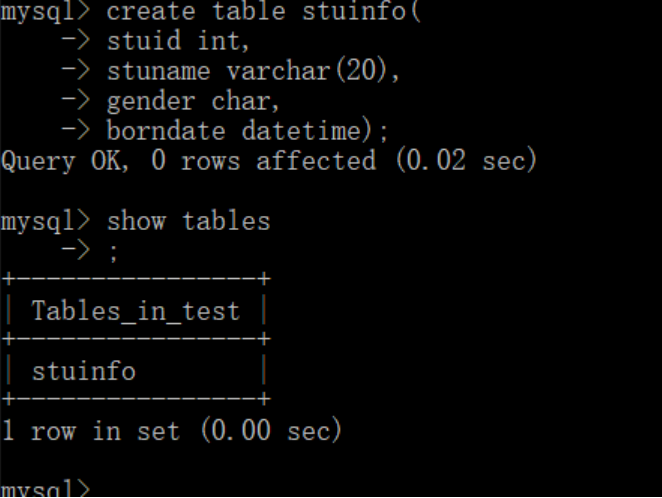 mysql> create table stuinfo(
    -> stuid int,
    -> stuname varchar(20),
    -> gender char,
    -> borndate datetime);
Query OK, 0 rows affected (0.02 sec)
mysql> show tables
    -> ;
+----------------+
| Tables_in_test |
+----------------+
| stuinfo        |
+----------------+
1 row in set (0.00 sec)
mysql>